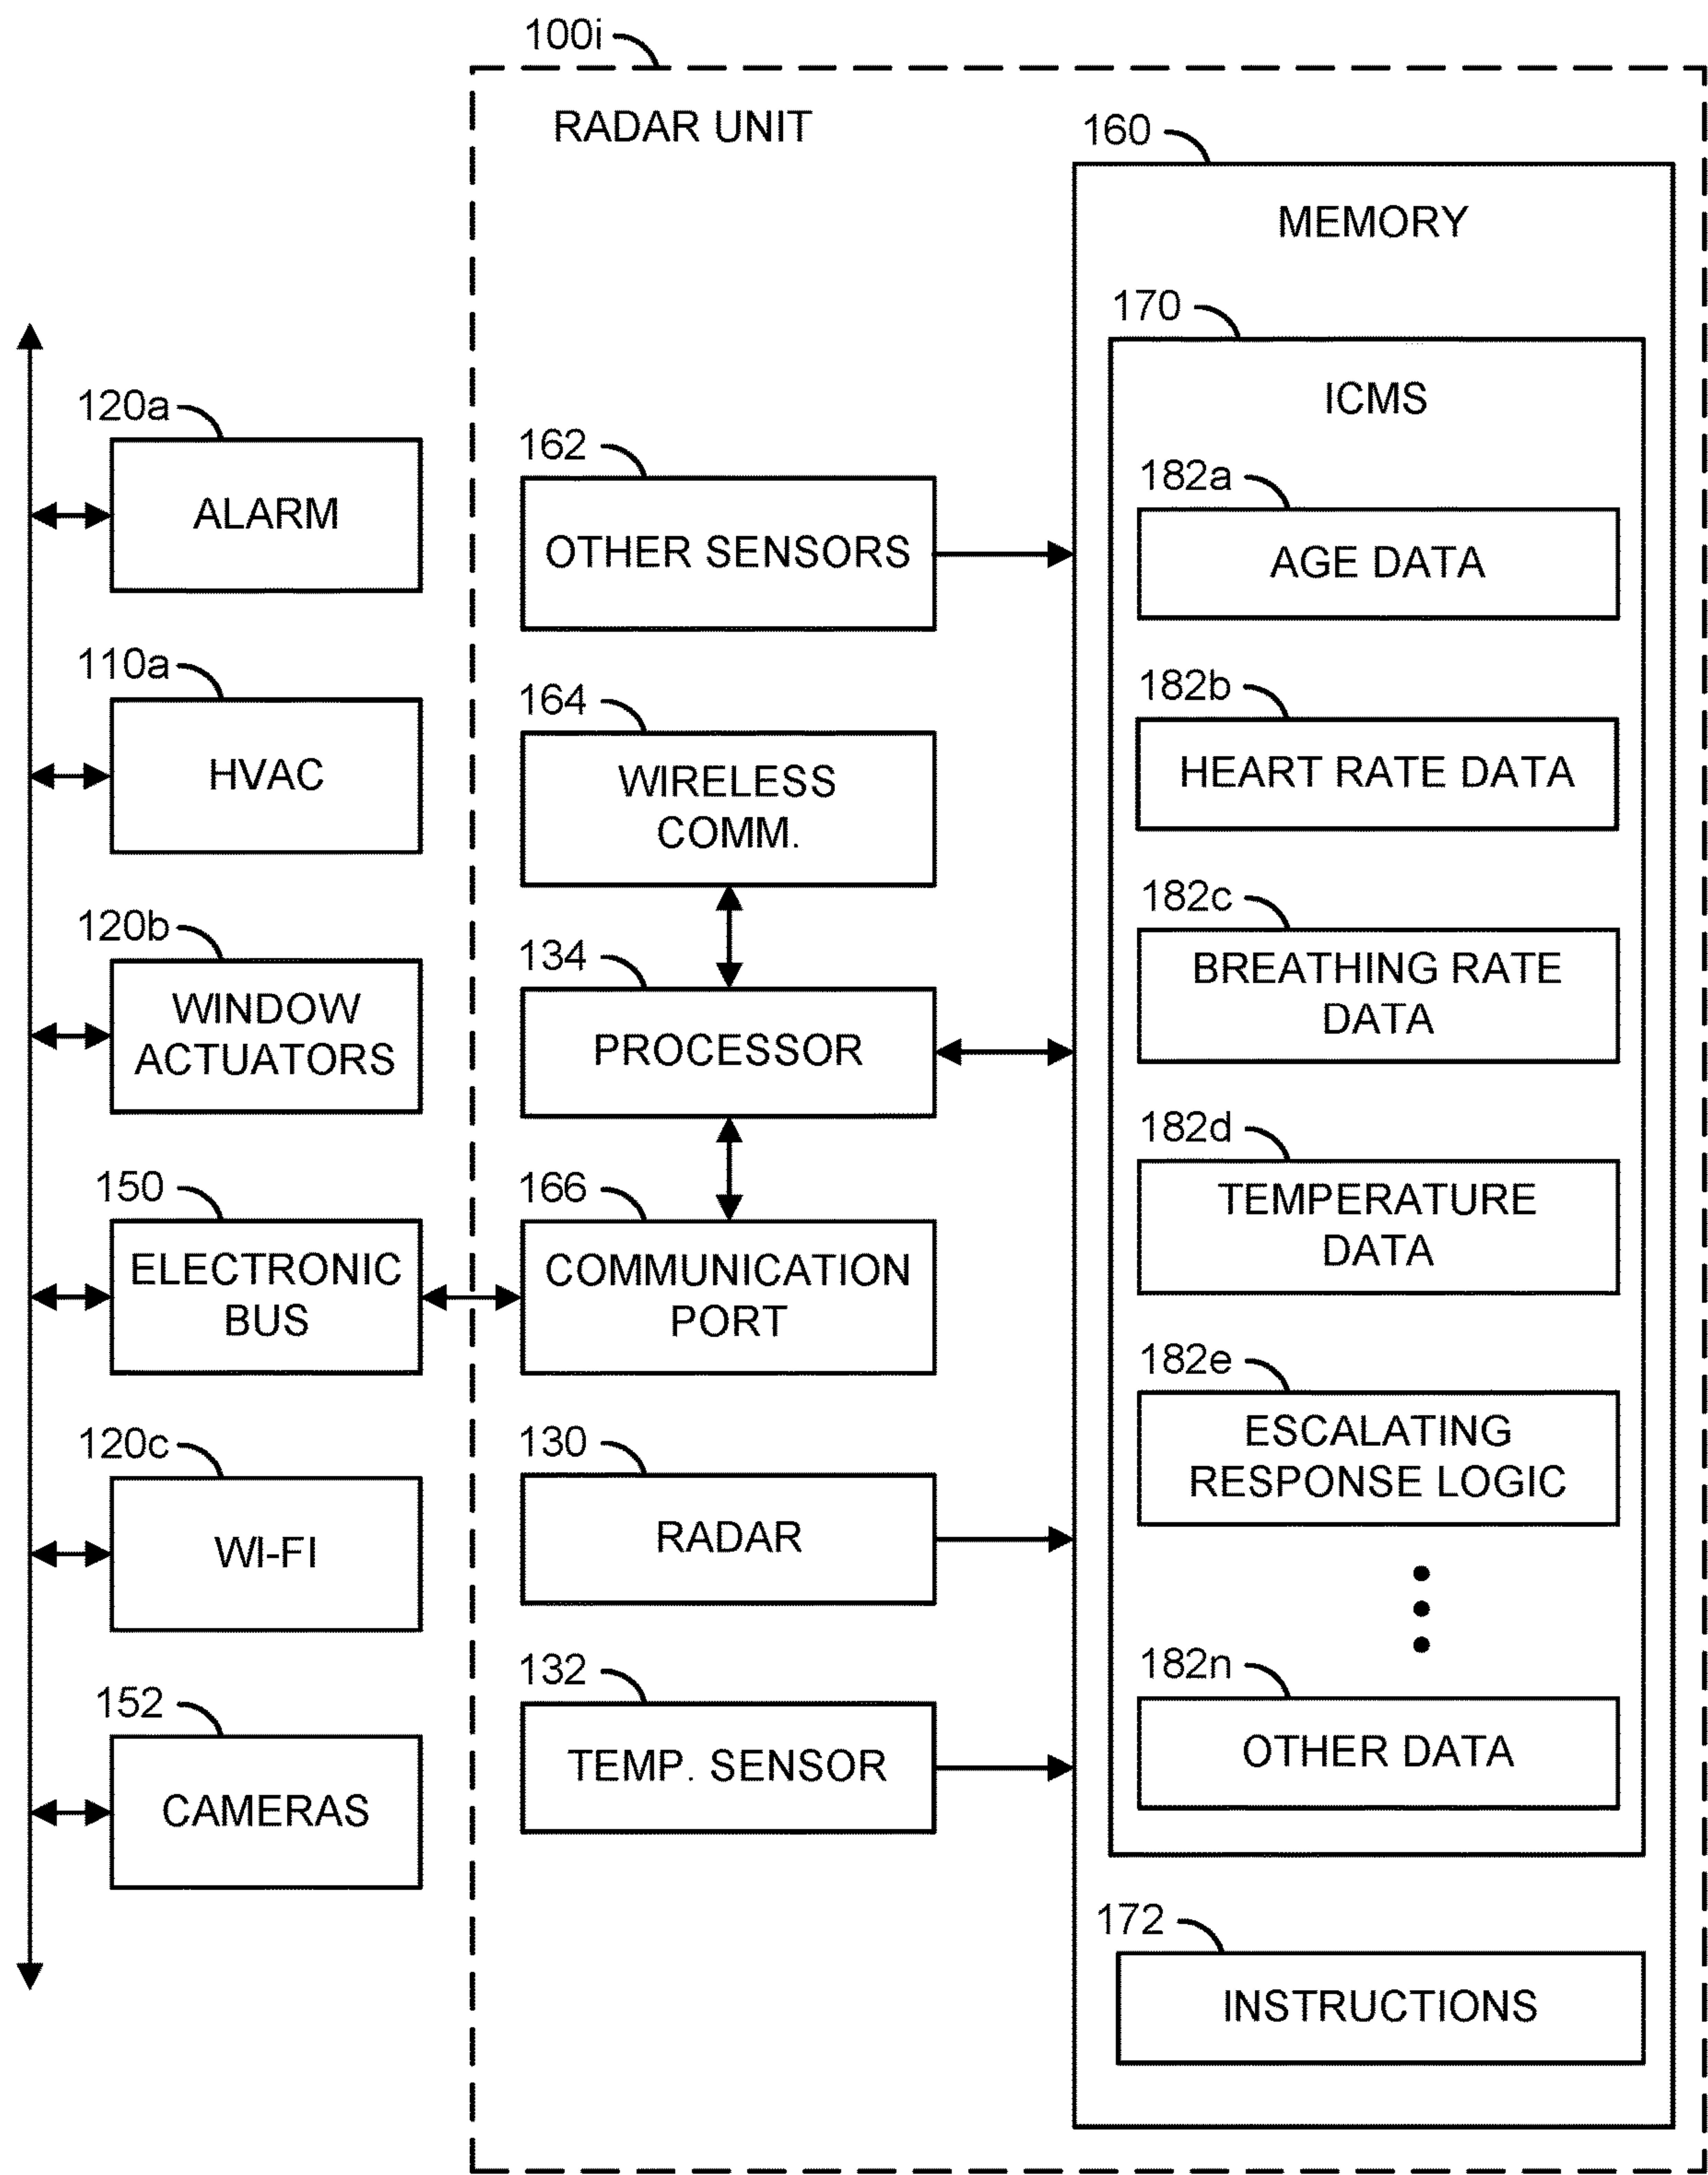 100i
RADAR UNIT
120a
ALARM
110a
HVAC
120b
WINDOW
ACTUATORS
150
ELECTRONIC
BUS
120c
WI-FI
152
CAMERAS
162
OTHER SENSORS
164
WIRELESS
COMM.
134
PROCESSOR
166
COMMUNICATION
PORT
130
RADAR
132
TEMP. SENSOR
160
MEMORY
170
ICMS
182a
AGE DATA
182b
HEART RATE DATA
182c
BREATHING RATE
DATA
182d
TEMPERATURE
DATA
182e
ESCALATING
RESPONSE LOGIC
182n
OTHER DATA
172
INSTRUCTIONS